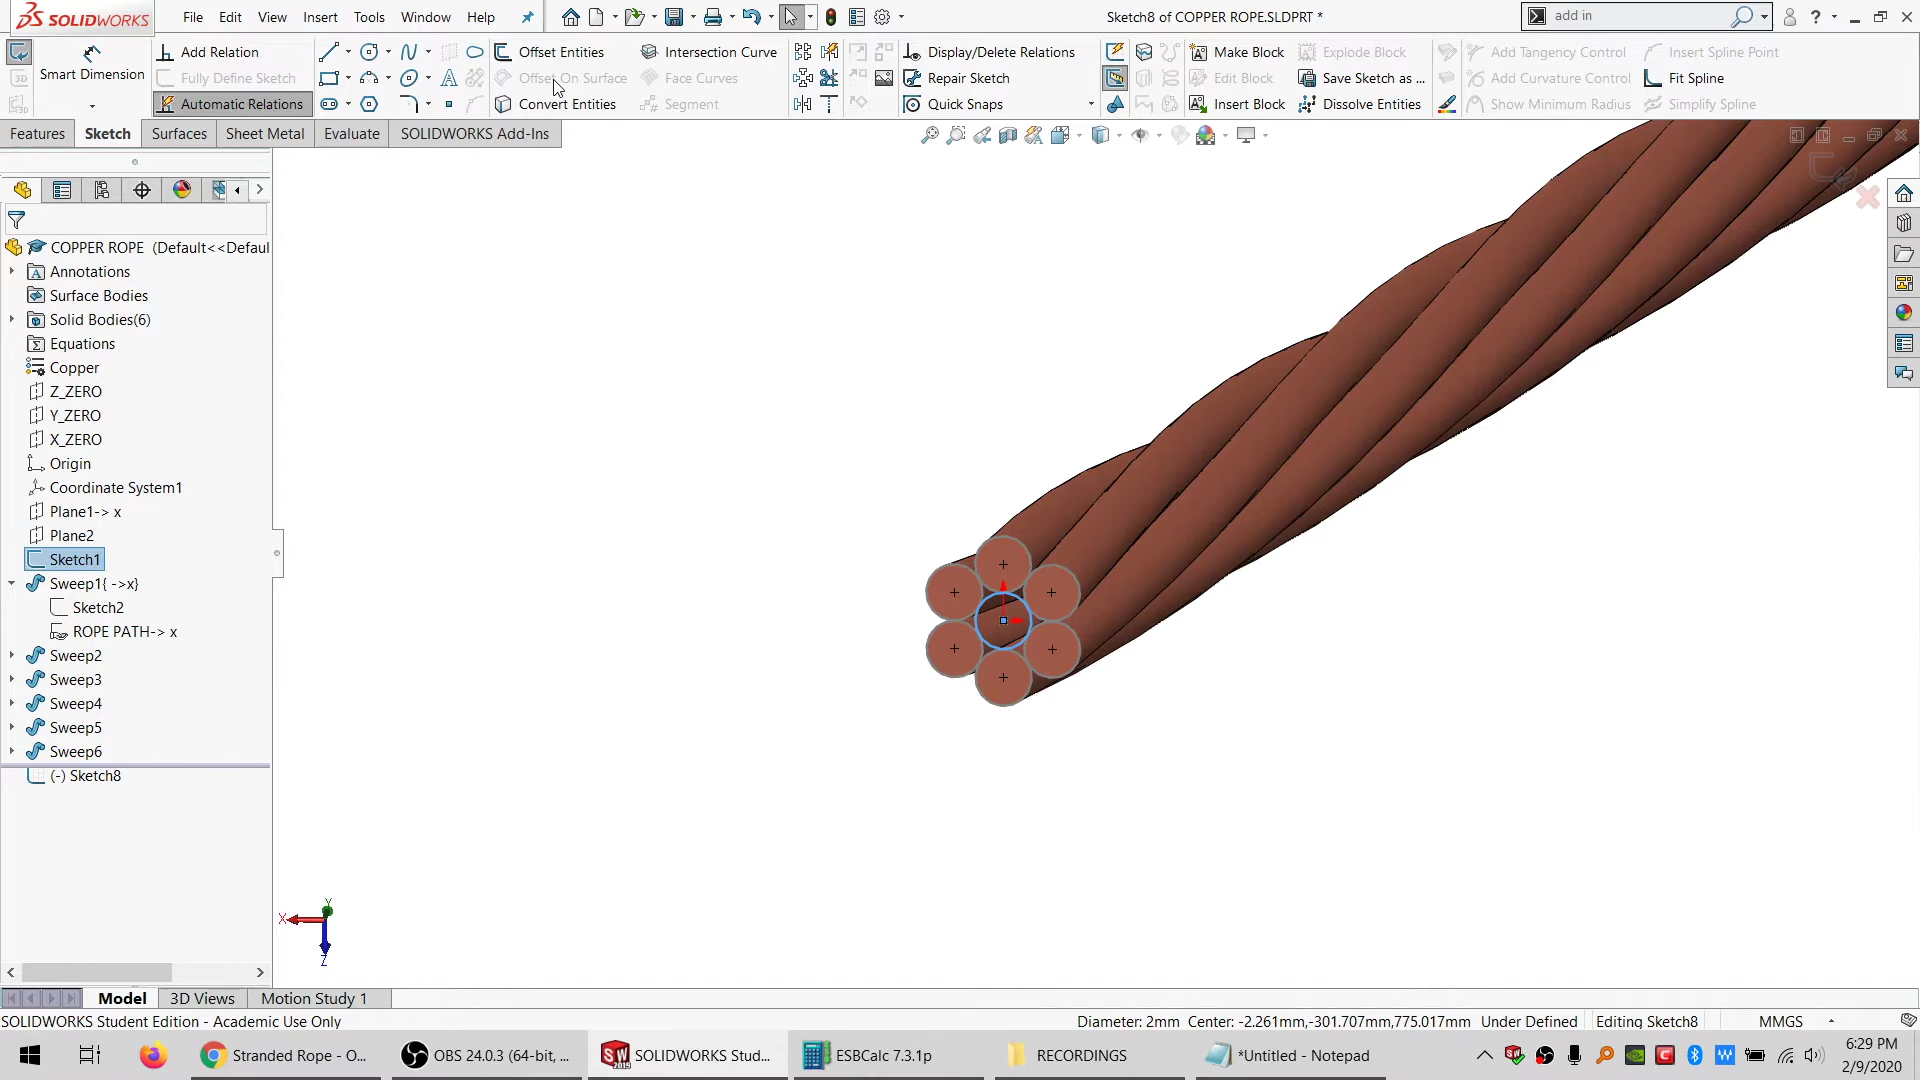 SOLIDWORKS File Edit View Insert Tools Window Help Sketch8 of COPPER ROPE.SLDPRT * add in ?
Smart Dimension
Add Relation
Fully Define Sketch
Automatic Relations
Offset Entities
Offset On Surface
Convert Entities
Intersection Curve
Face Curves
Segment
Display/Delete Relations
Repair Sketch
Quick Snaps
Make Block
Edit Block
Insert Block
Explode Block
Save Sketch as ...
Dissolve Entities
Add Tangency Control
Add Curvature Control
Show Minimum Radius
Insert Spline Point
Fit Spline
Simplify Spline
Features Sketch Surfaces Sheet Metal Evaluate SOLIDWORKS Add-Ins
COPPER ROPE (Default<<Defaul
Annotations
Surface Bodies
Solid Bodies(6)
Equations
Copper
Z_ZERO
Y_ZERO
X_ZERO
Origin
Coordinate System1
Plane1-> x
Plane2
Sketch1
Sweep1{ ->x}
Sketch2
ROPE PATH-> x
Sweep2
Sweep3
Sweep4
Sweep5
Sweep6
(-) Sketch8
Y
X
Z
Model 3D Views Motion Study 1
SOLIDWORKS Student Edition - Academic Use Only Diameter: 2mm Center: -2.261mm,-301.707mm,775.017mm Under Defined Editing Sketch8 MMGS
Stranded Rope - O... OBS 24.0.3 (64-bit, ... SOLIDWORKS Stud... ESBCalc 7.3.1p RECORDINGS *Untitled - Notepad 6:29 PM
2/9/2020